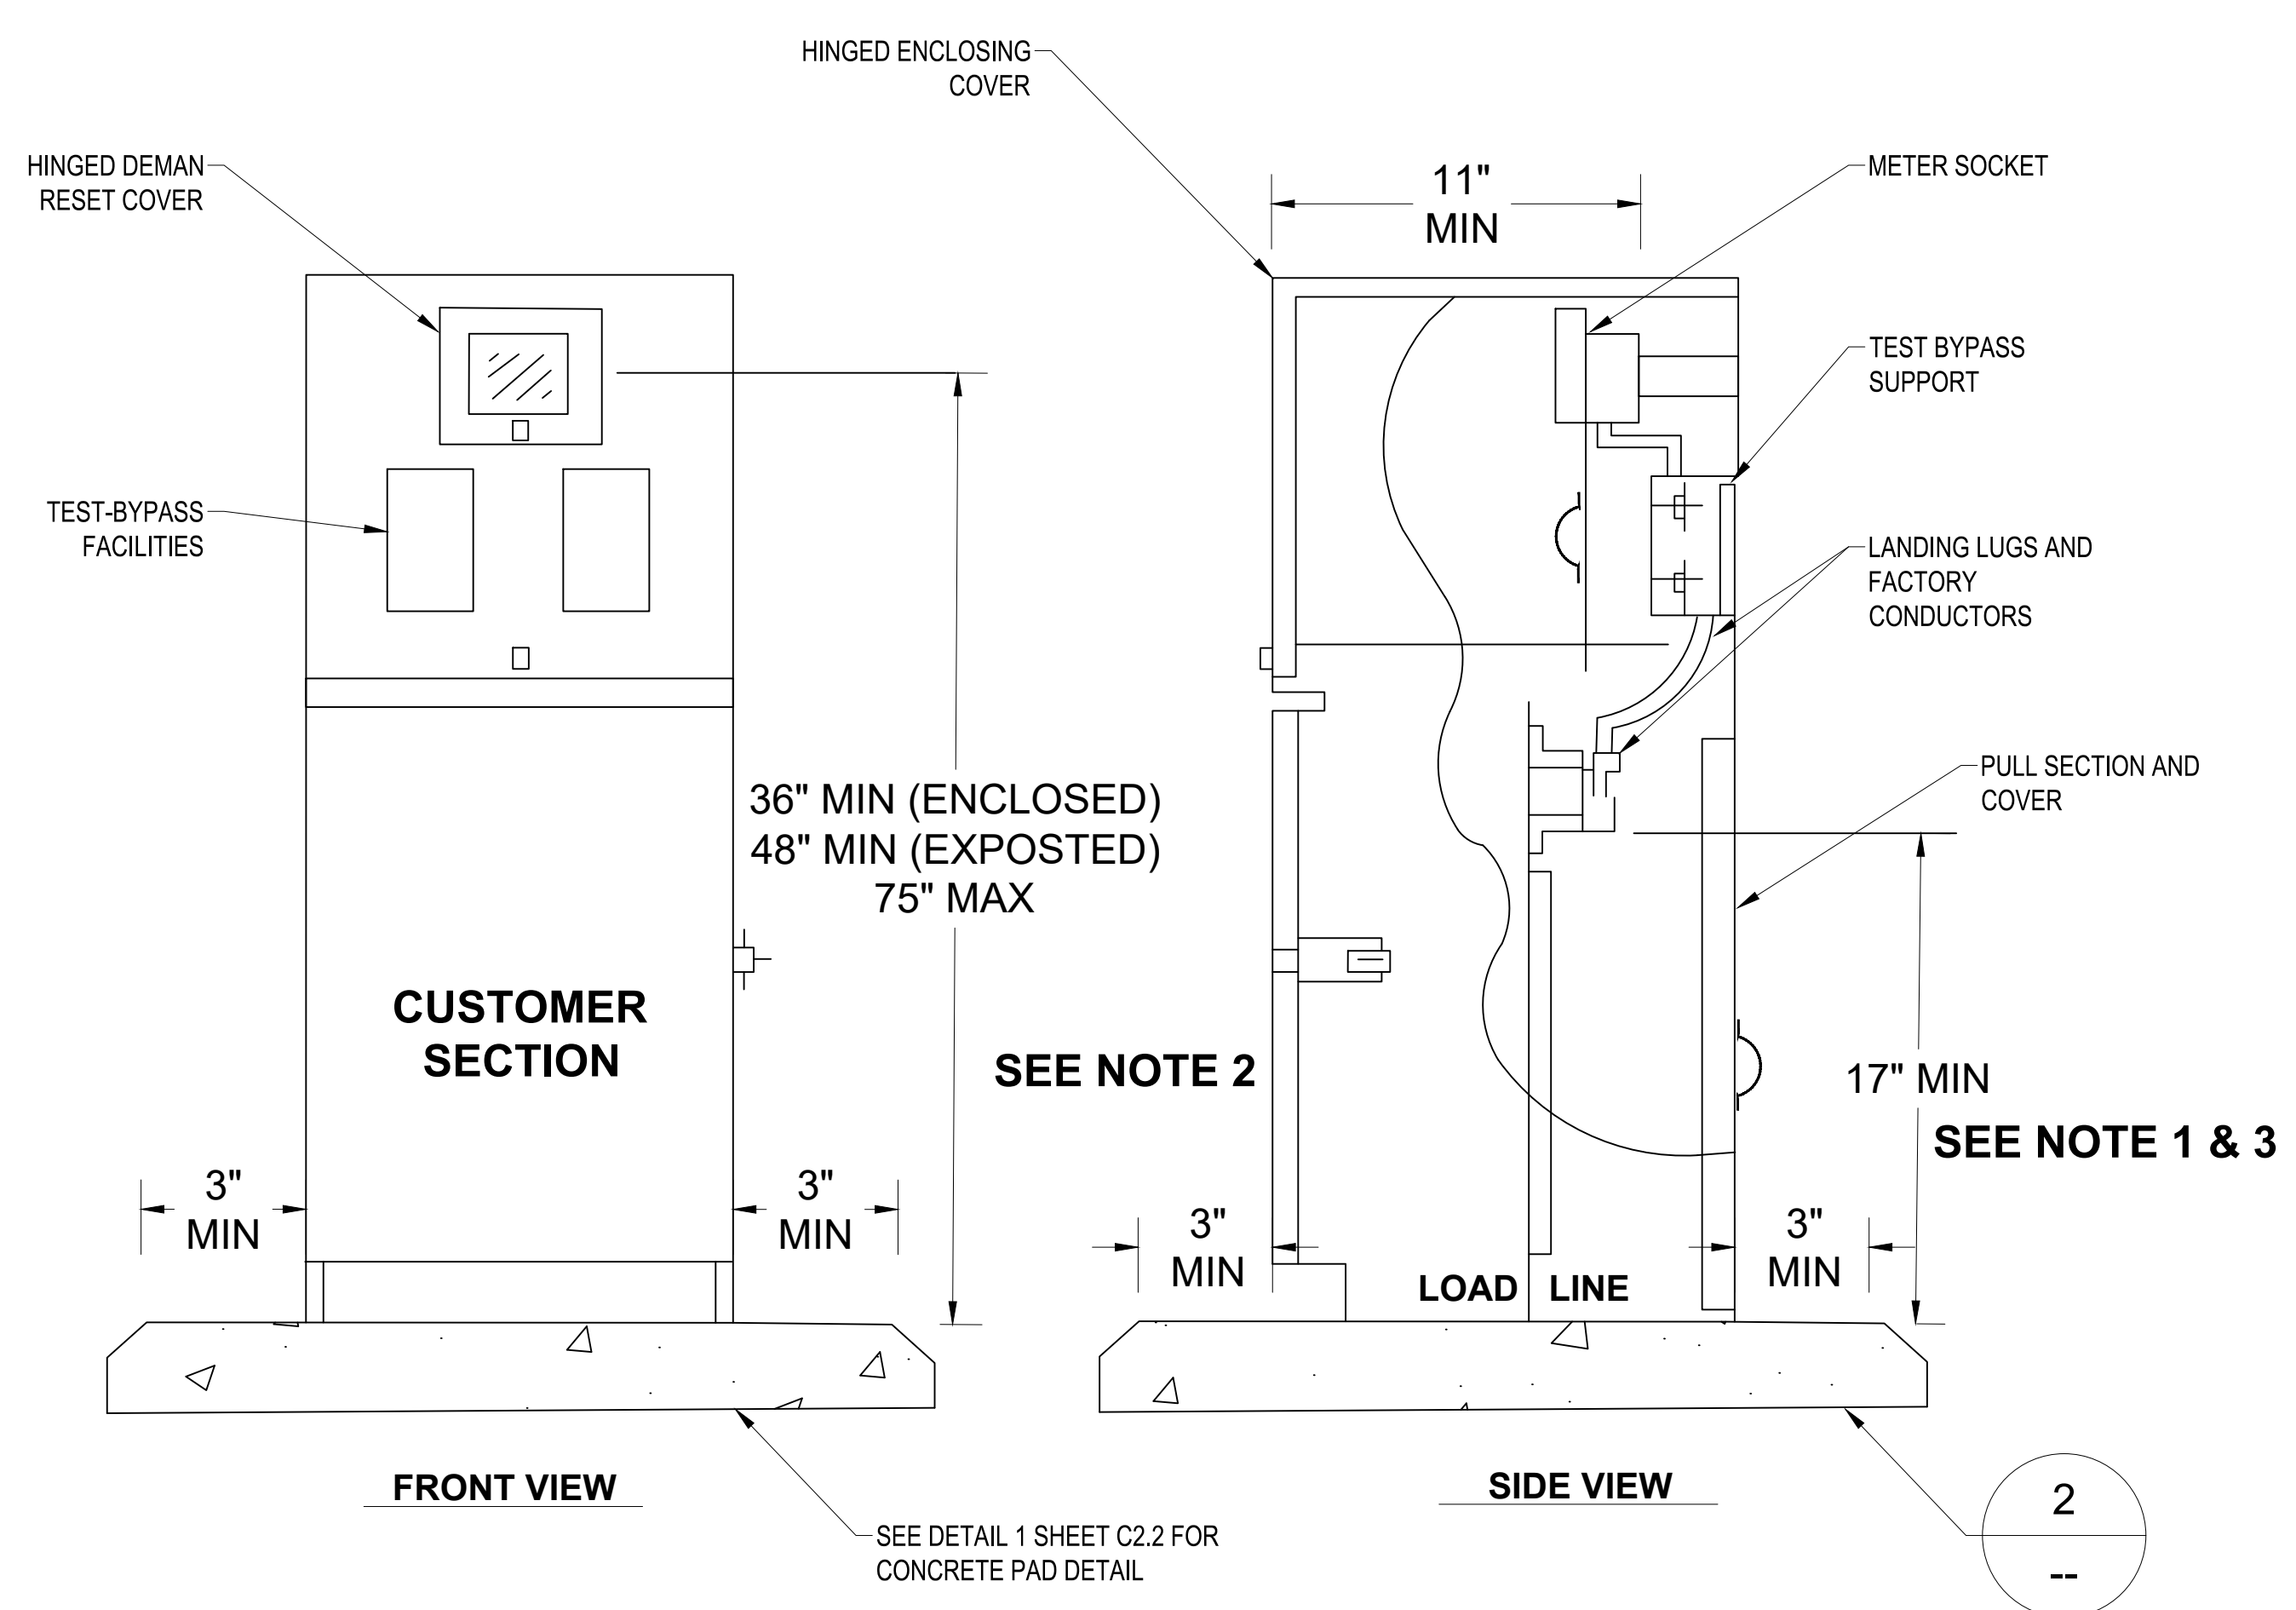 HINGED ENCLOSING
COVER
HINGED DEMAN
RESET COVER
11"
MIN
METER SOCKET
TEST BYPASS
SUPPORT
TEST-BYPASS
FACILITIES
LANDING LUGS AND
FACTORY
CONDUCTORS
PULL SECTION AND
COVER
36" MIN (ENCLOSED)
48" MIN (EXPOSTED)
75" MAX
CUSTOMER
SECTION
SEE NOTE 2
17" MIN
SEE NOTE 1 & 3
3"
MIN
3"
MIN
3"
MIN
3"
MIN
LOAD
LINE
FRONT VIEW
SIDE VIEW
SEE DETAIL 1 SHEET C2.2 FOR
CONCRETE PAD DETAIL
2
--